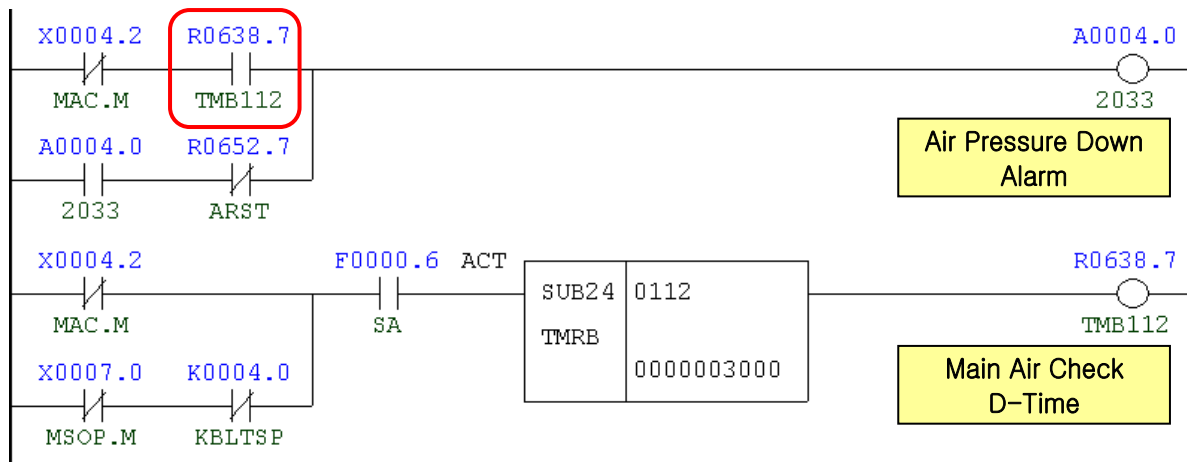 X0004.2 R0638.7 A0004.0
MAC.M TMB112 2033
A0004.0 R0652.7
2033 ARST
Air Pressure Down
Alarm
X0004.2 F0000.6 ACT R0638.7
SUB24 0112
MAC.M SA TMB112
TMRB
X0007.0 K0004.0 0000003000
MSOP.M KBLTSP
Main Air Check
D-Time